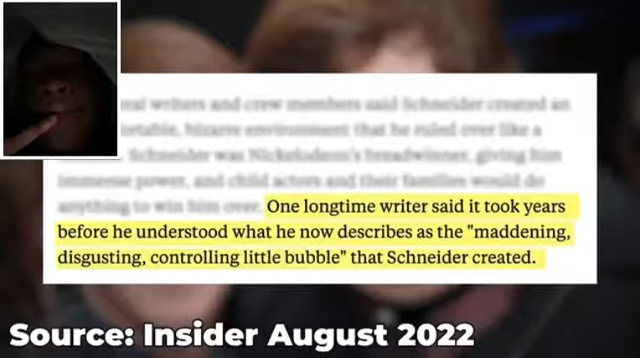 writers and crew members said Schneider created an
bizarre environment that he ruled over like a
Schneider was Nickelodeon's breadwinner, giving him
immense power, and child actors and their families would do
anything to win him over. One longtime writer said it took years
before he understood what he now describes as the "maddening,
disgusting, controlling little bubble" that Schneider created.
Source: Insider August 2022